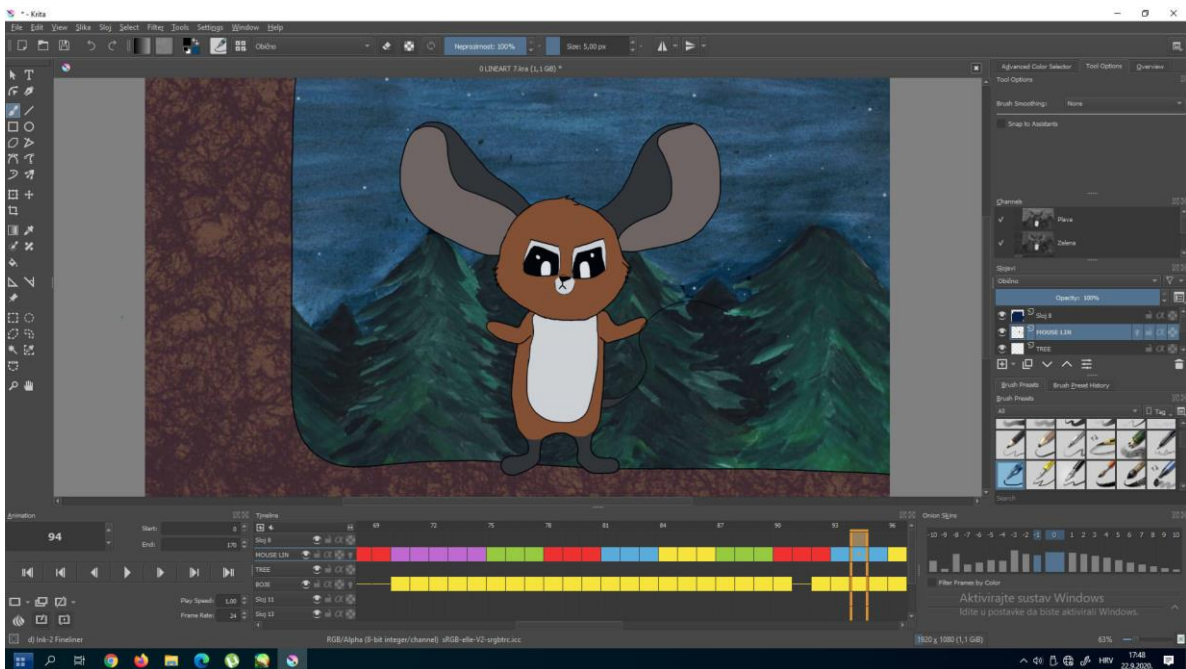 * - Krita
File Edit View Slika Sloj Select Filter Tools Settings Window Help
Obično
Neprozirnost: 100%
Size: 5,00 px
0 LINEART 7.kra (1,1 GiB) *
Advanced Color Selector Tool Options Overview
Tool Options
Brush Smoothing: None
Snap to Assistants
Channels
Plava
Zelena
Slojevi
Obično
Opacity: 100%
Sloj 8
MOUSE LIN
TREE
Brush Presets Brush Preset History
Brush Presets
All Tag
Search
Animation
94
Start: 0
End: 170
Play Speed: 1,00
Frame Rate: 24
Timeline
69 72 75 78 81 84 87 90 93 96
Sloj 8
MOUSE LIN
TREE
BOJE
Sloj 11
Sloj 13
Onion Skins
-10 -9 -8 -7 -6 -5 -4 -3 -2 -1 0 1 2 3 4 5 6 7 8 9 10
Filter Frames by Color
Aktivirajte sustav Windows
Idite u postavke da biste aktivirali Windows.
d) Ink-2 Fineliner
RGB/Alpha (8-bit integer/channel) sRGB-elle-V2-srgbtrc.icc
1920 x 1080 (1,1 GiB)
63%
HRV
17:48
22.9.2020.